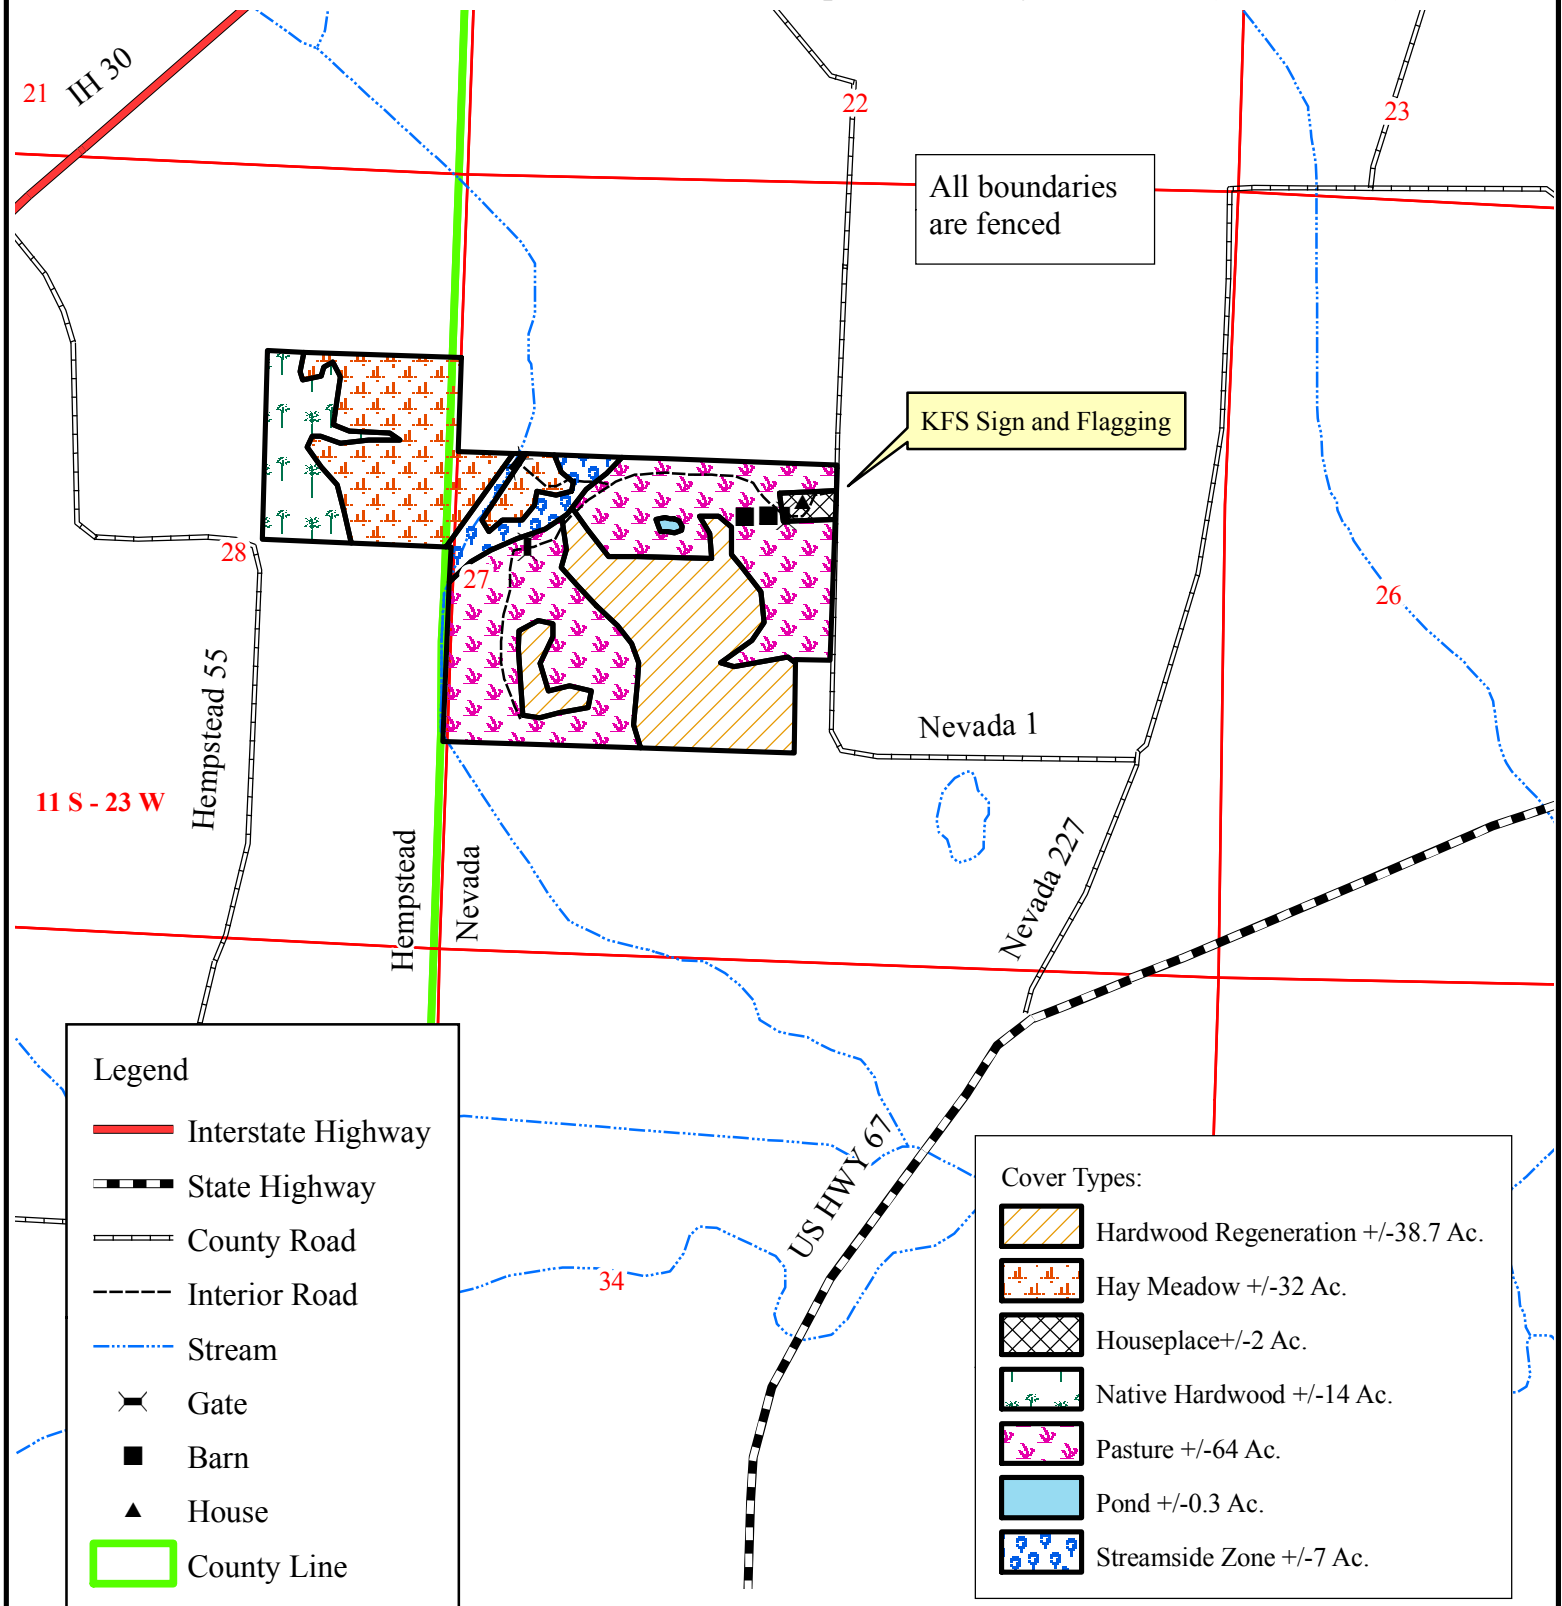 21
IH 30
22
23
All boundaries
are fenced
KFS Sign and Flagging
28
27
26
Hempstead 55
Nevada 1
11 S - 23 W
Hempstead
Nevada
Nevada 227
US HWY 67
34
Legend
Interstate Highway
State Highway
County Road
Interior Road
Stream
Gate
Barn
House
County Line
Cover Types:
Hardwood Regeneration +/-38.7 Ac.
Hay Meadow +/-32 Ac.
Houseplace+/-2 Ac.
Native Hardwood +/-14 Ac.
Pasture +/-64 Ac.
Pond +/-0.3 Ac.
Streamside Zone +/-7 Ac.